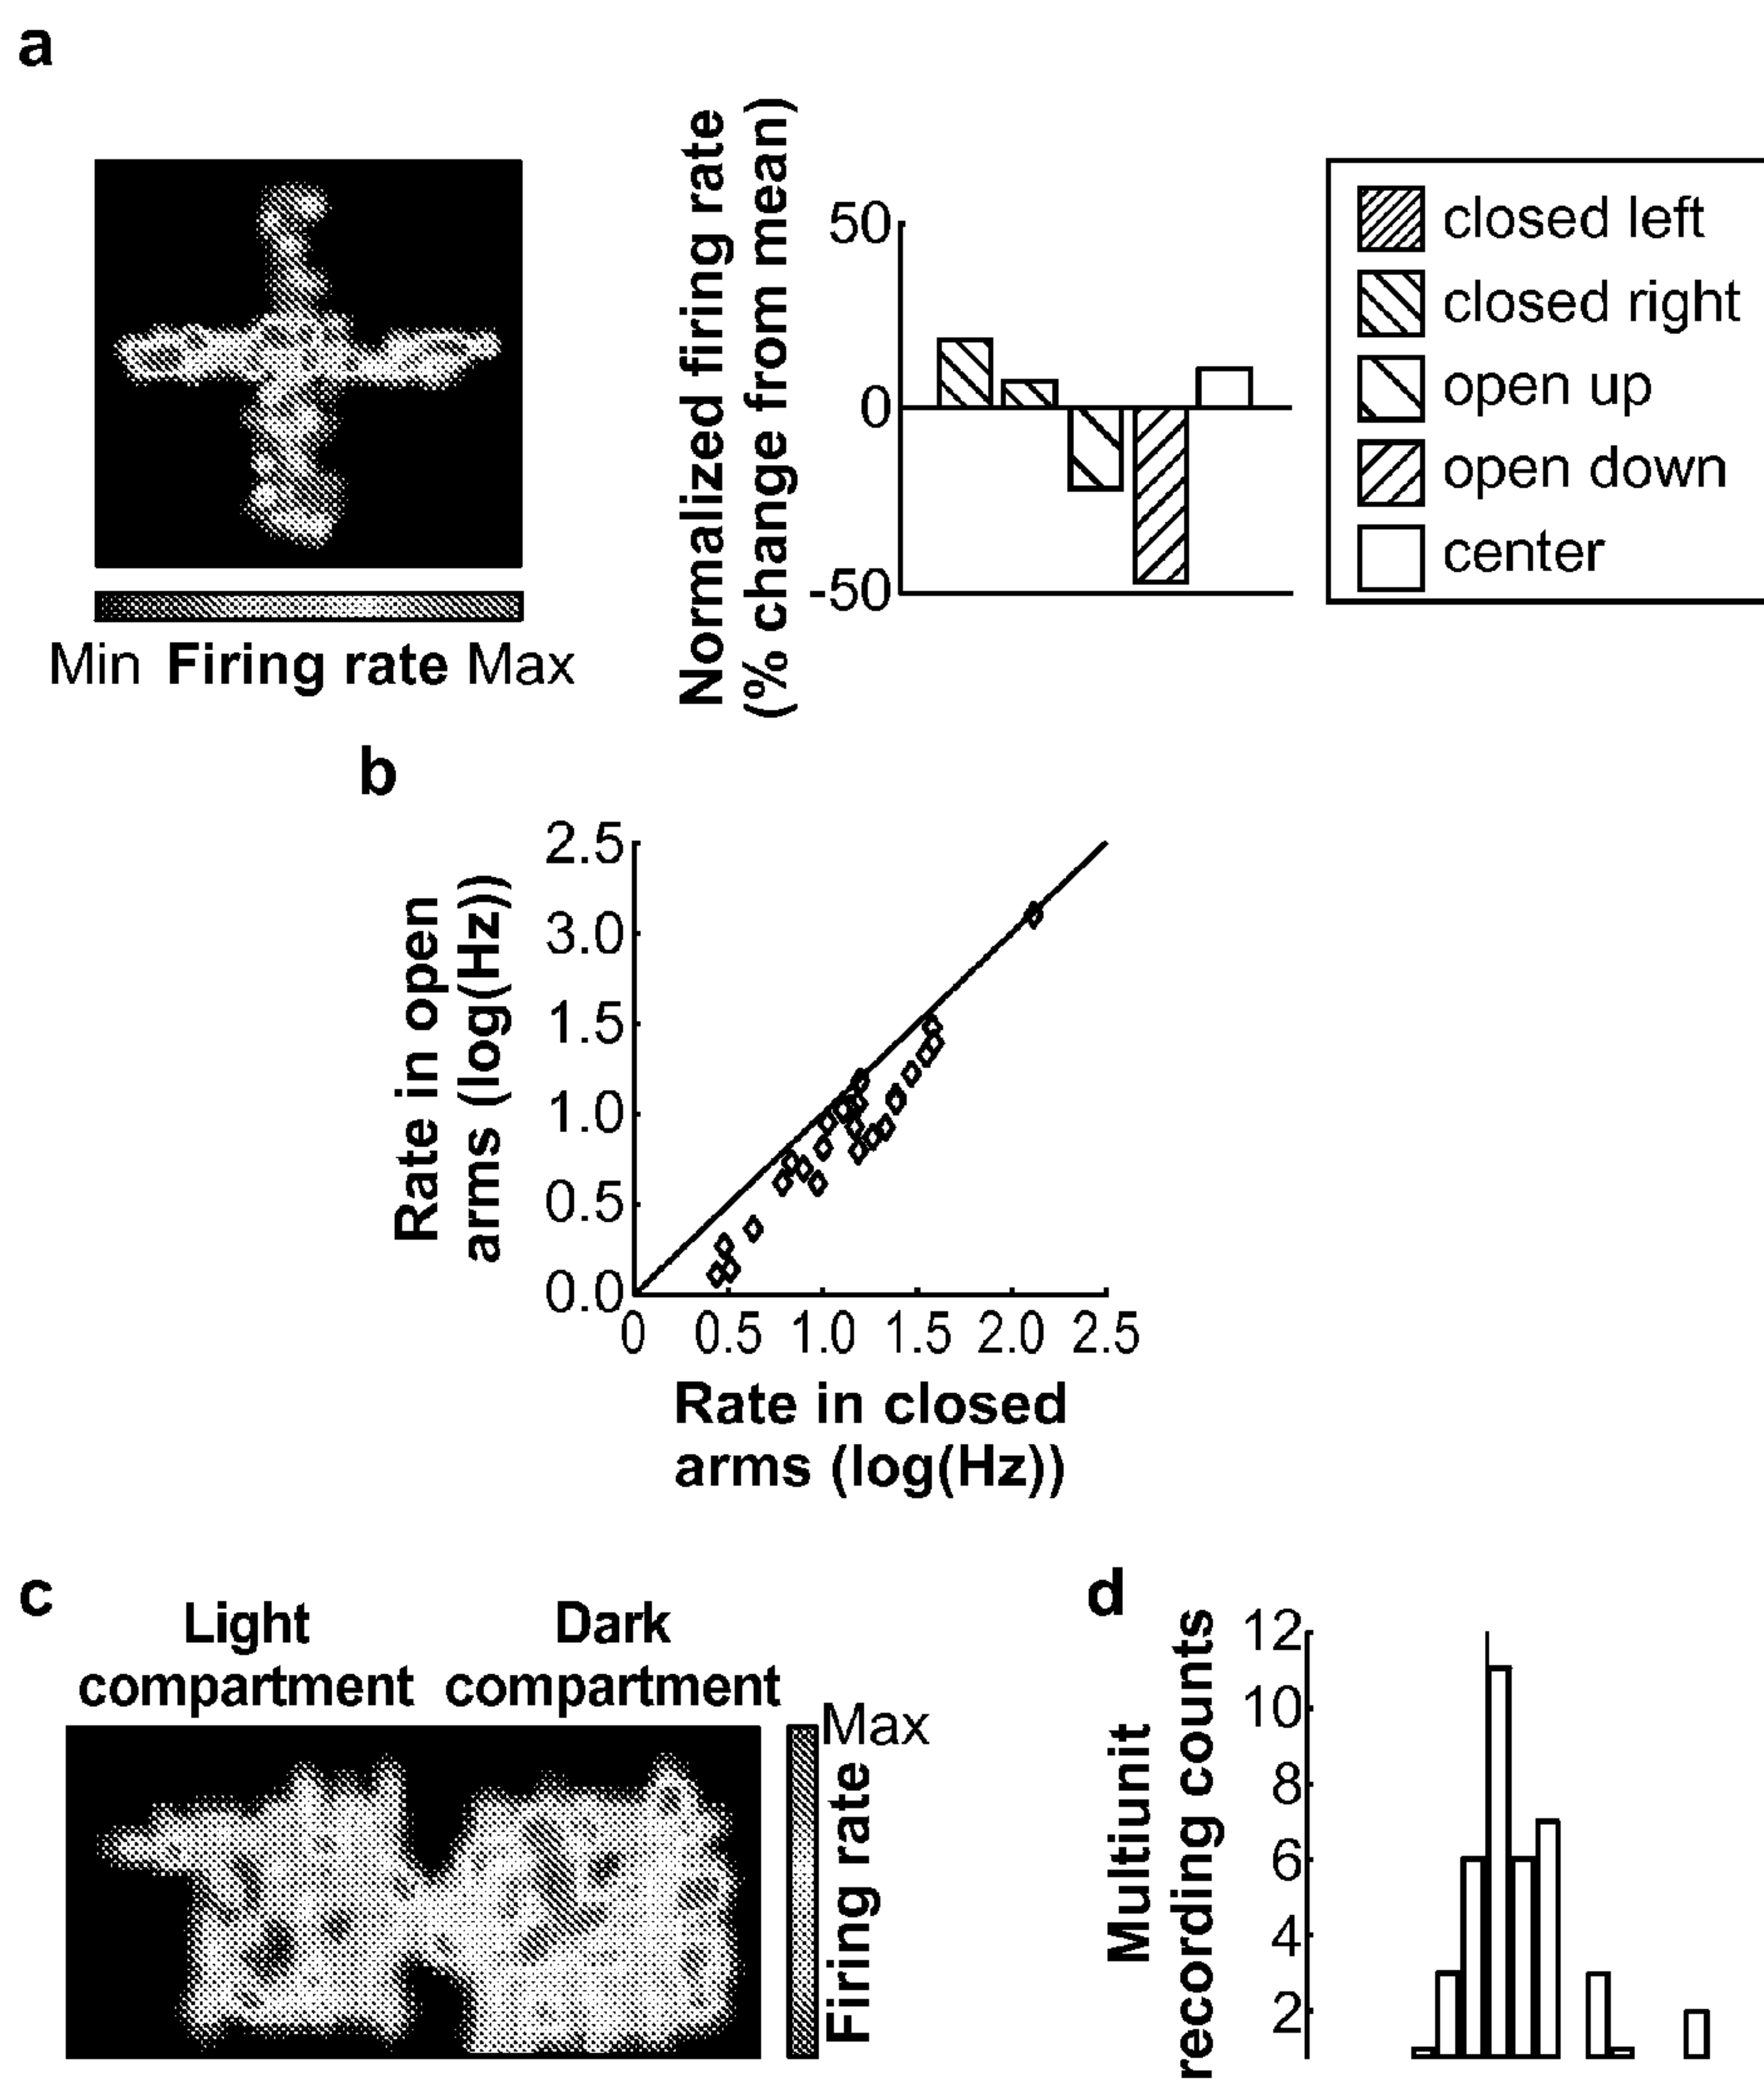 a
Normalized firing rate
(% change from mean)
50
0
-50
closed left
closed right
open up
open down
center
Min Firing rate Max
b
Rate in open
arms (log(Hz))
2.5
3.0
1.5
1.0
0.5
0.0
0 0.5 1.0 1.5 2.0 2.5
Rate in closed
arms (log(Hz))
c
Light
compartment
Dark
compartment
Max
Firing rate
d
Multiunit
recording counts
12
10
8
6
4
2